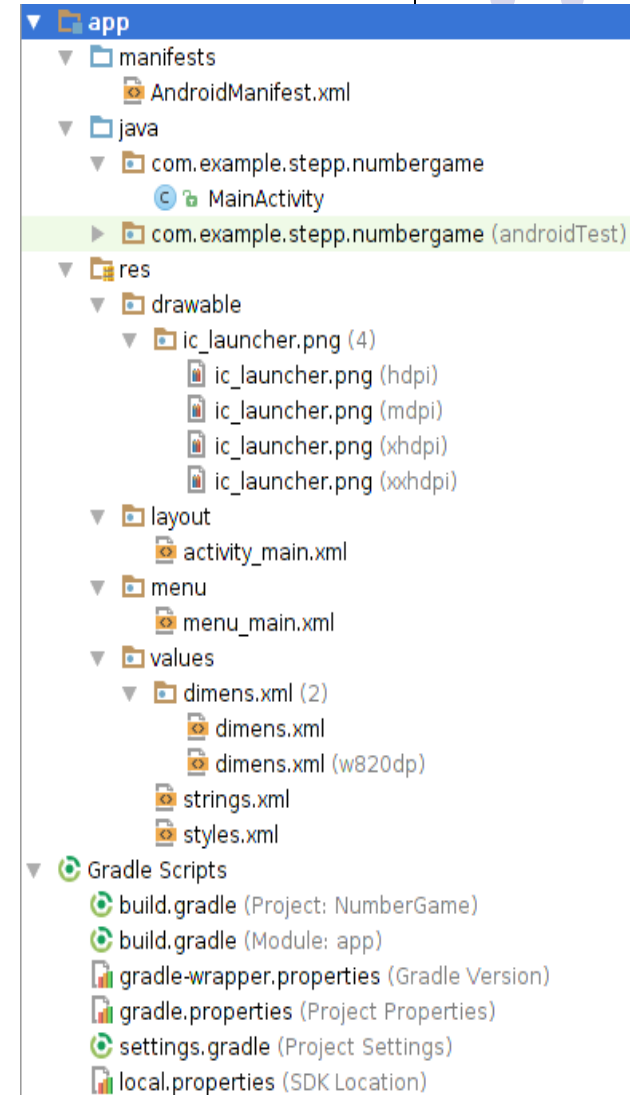 app
manifests
AndroidManifest.xml
java
com.example.stepp.numbergame
MainActivity
com.example.stepp.numbergame (androidTest)
res
drawable
ic_launcher.png (4)
ic_launcher.png (hdpi)
ic_launcher.png (mdpi)
ic_launcher.png (xhdpi)
ic_launcher.png (xxhdpi)
layout
activity_main.xml
menu
menu_main.xml
values
dimens.xml (2)
dimens.xml
dimens.xml (w820dp)
strings.xml
styles.xml
Gradle Scripts
build.gradle (Project: NumberGame)
build.gradle (Module: app)
gradle-wrapper.properties (Gradle Version)
gradle.properties (Project Properties)
settings.gradle (Project Settings)
local.properties (SDK Location)